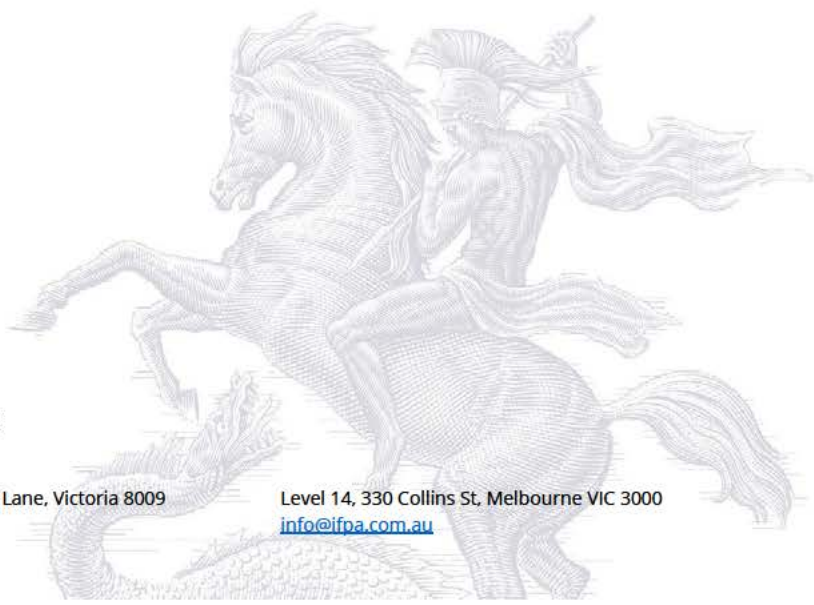 Lane, Victoria 8009
Level 14, 330 Collins St, Melbourne VIC 3000
info@ifpa.com.au